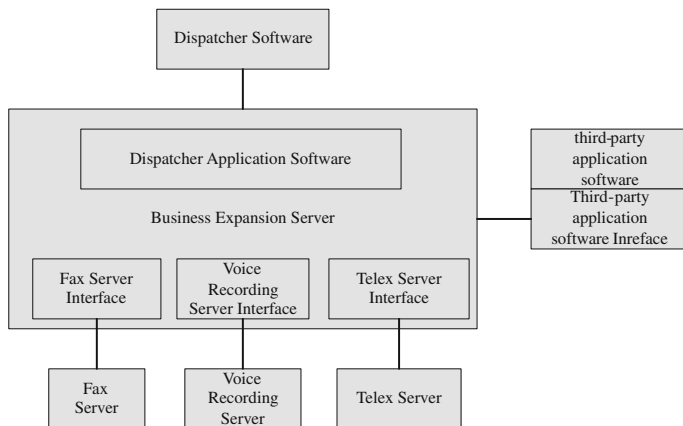 Dispatcher Software
Dispatcher Application Software
Business Expansion Server
third-party
application
software
Third-party
application
software Inreface
Fax Server
Interface
Voice
Recording
Server Interface
Telex Server
Interface
Fax
Server
Voice
Recording
Server
Telex Server